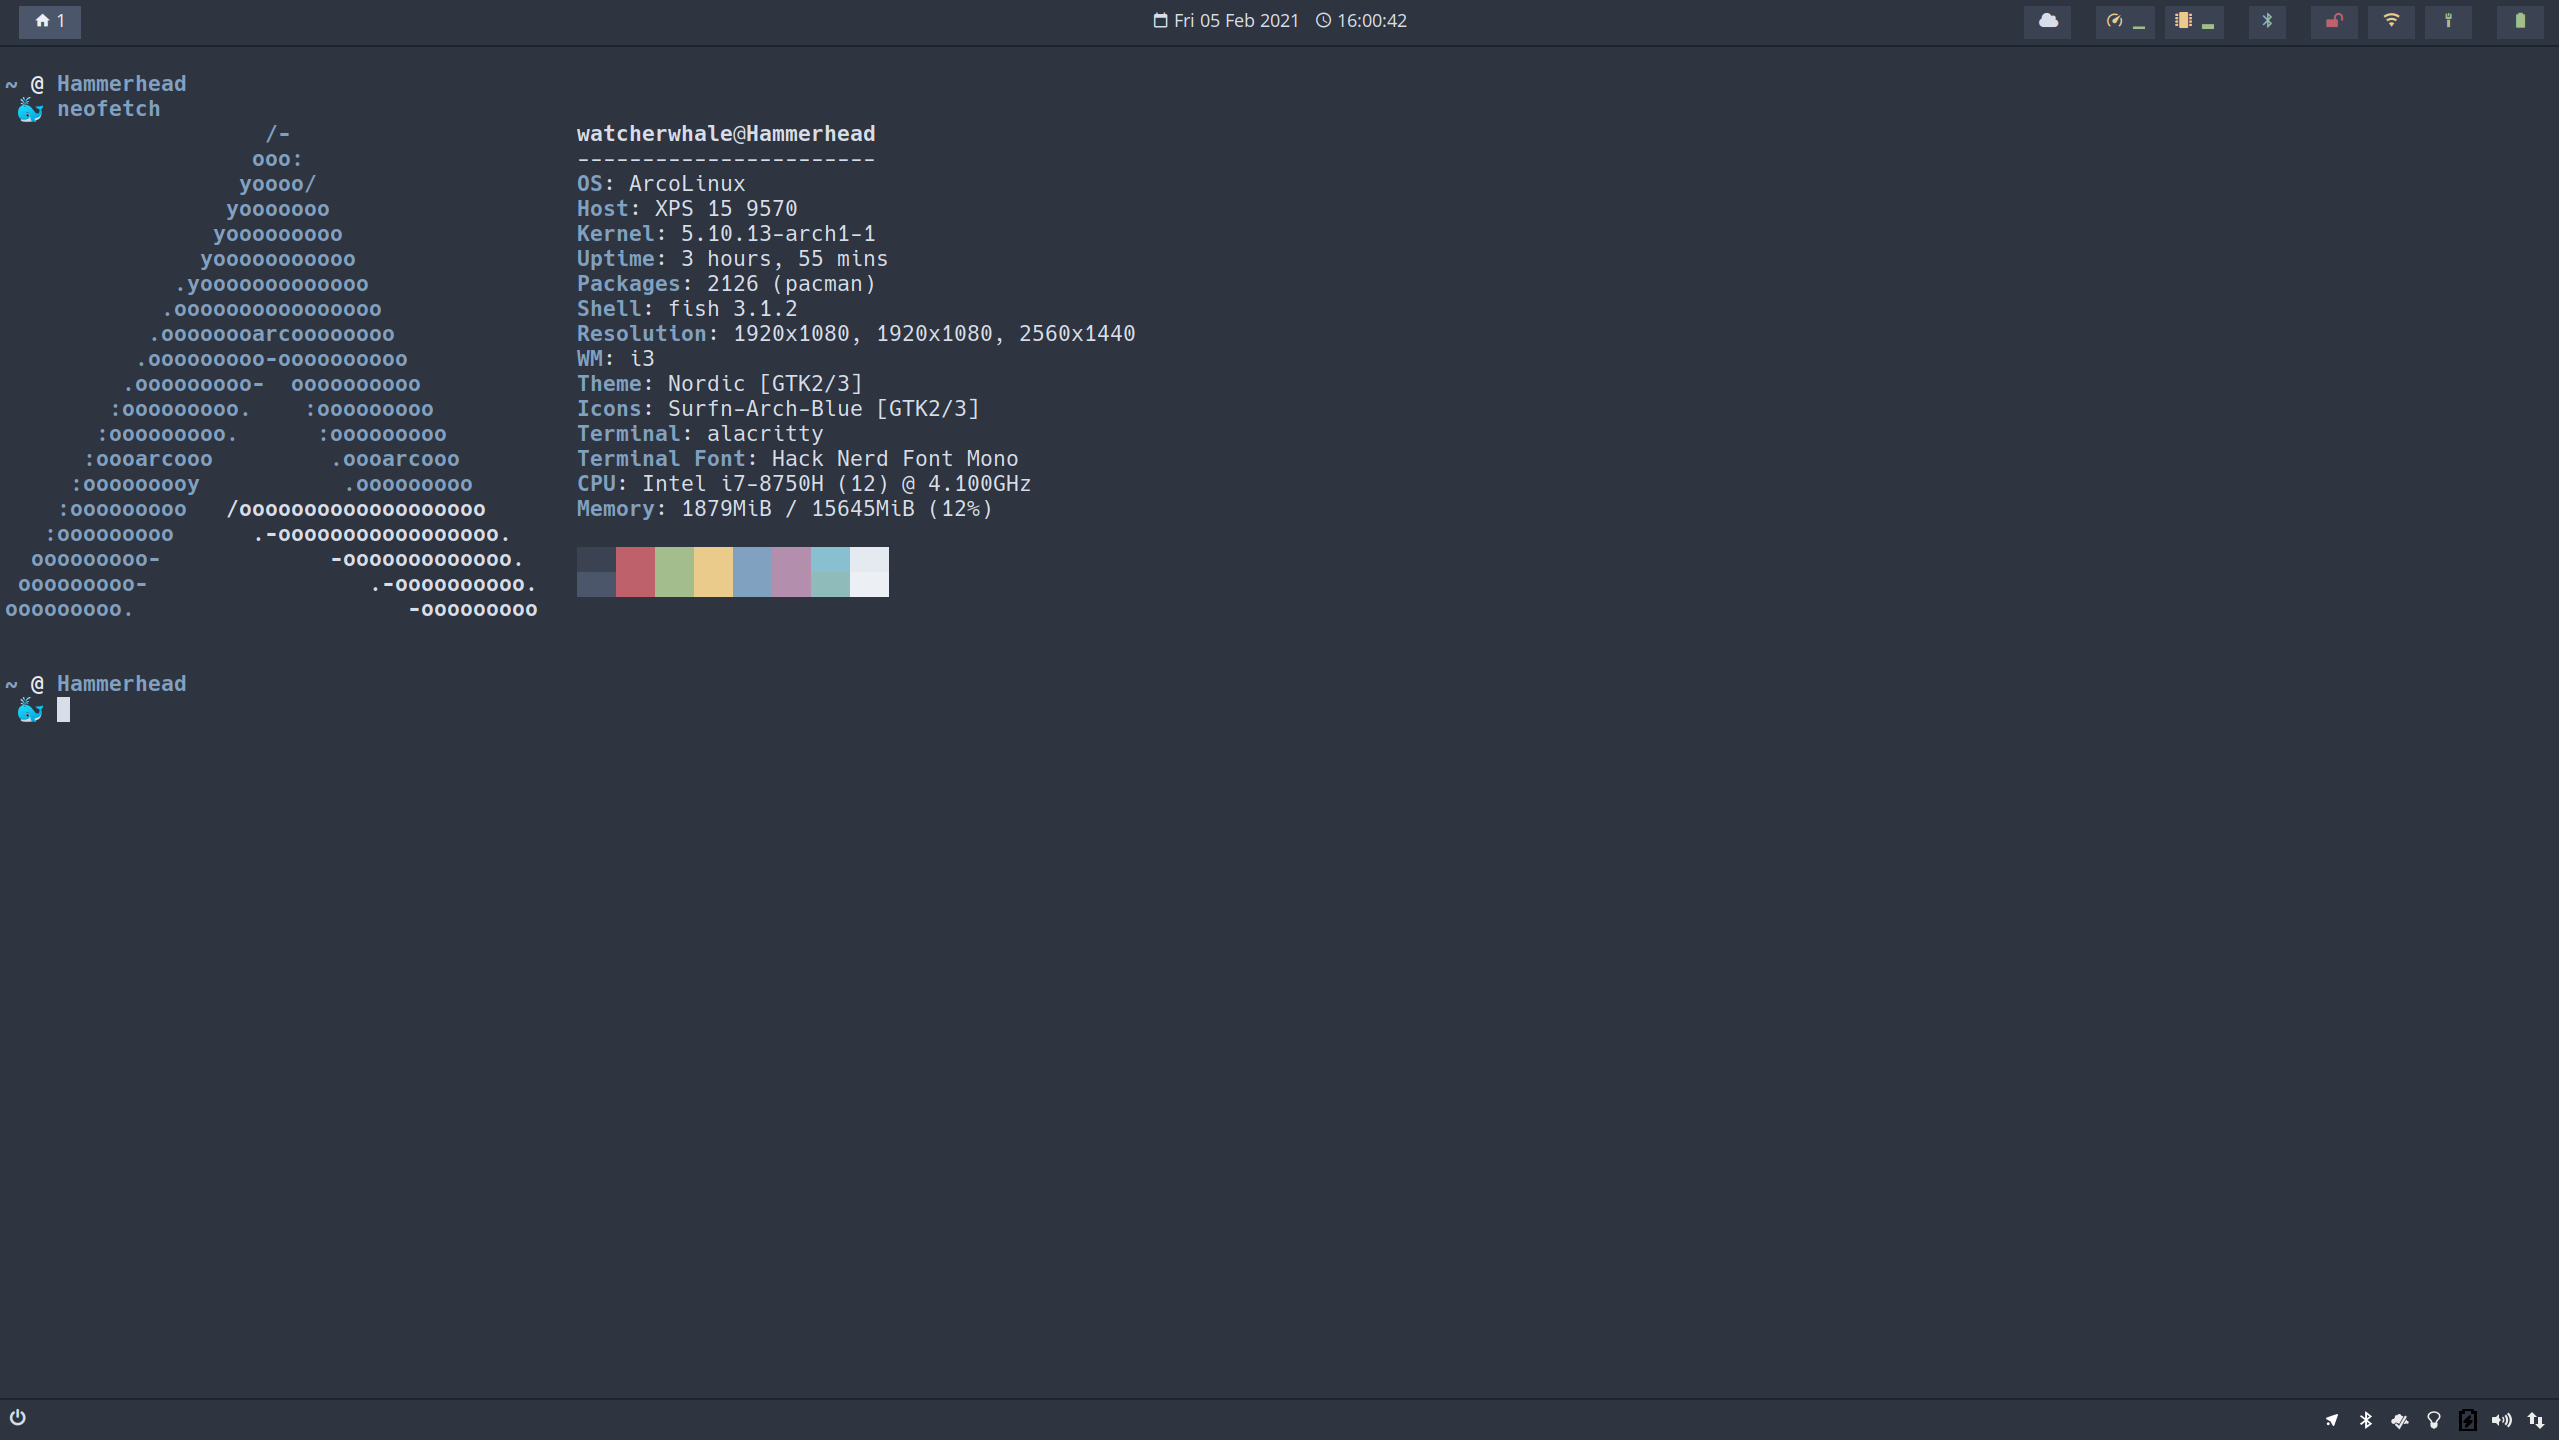 1 Fri 05 Feb 2021 16:00:42
~ @ Hammerhead
🐳 neofetch
/- watcherwhale@Hammerhead
ooo: -----------------------
yoooo/ OS: ArcoLinux
yooooooo Host: XPS 15 9570
yooooooooo Kernel: 5.10.13-arch1-1
yooooooooooo Uptime: 3 hours, 55 mins
.yooooooooooooo Packages: 2126 (pacman)
.oooooooooooooooo Shell: fish 3.1.2
.oooooooarcoooooooo Resolution: 1920x1080, 1920x1080, 2560x1440
.ooooooooo-oooooooooo WM: i3
.ooooooooo-  oooooooooo Theme: Nordic [GTK2/3]
:ooooooooo.    :ooooooooo Icons: Surfn-Arch-Blue [GTK2/3]
:ooooooooo.      :ooooooooo Terminal: alacritty
:oooarcooo         .oooarcooo Terminal Font: Hack Nerd Font Mono
:ooooooooy           .ooooooooo CPU: Intel i7-8750H (12) @ 4.100GHz
:ooooooooo   /ooooooooooooooooooo Memory: 1879MiB / 15645MiB (12%)
:ooooooooo      .-ooooooooooooooooo.
ooooooooo-             -ooooooooooooo.
ooooooooo-                 .-oooooooooo.
ooooooooo.                     -ooooooooo
~ @ Hammerhead
🐳